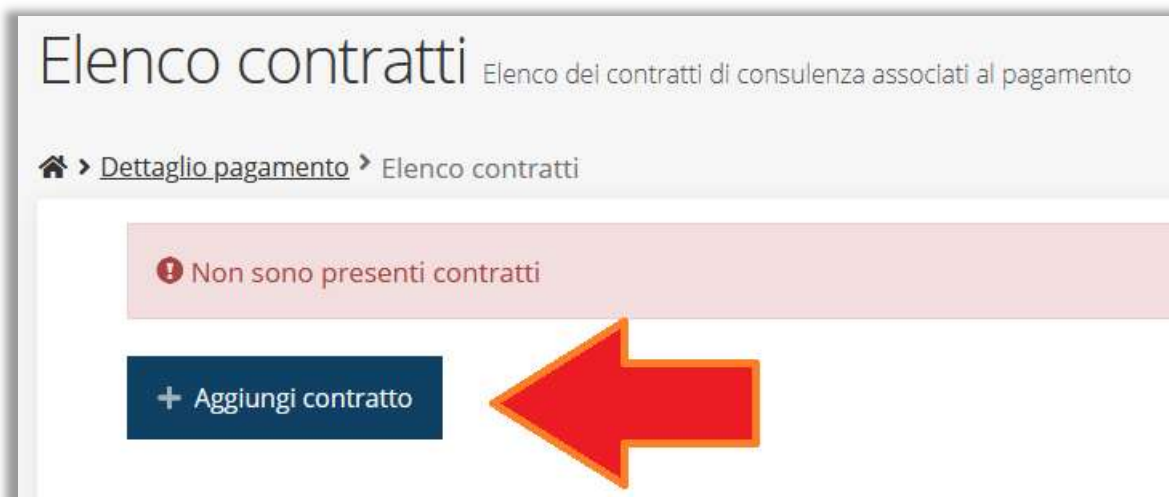 Elenco contratti Elenco dei contratti di consulenza associati al pagamento
> Dettaglio pagamento > Elenco contratti
Non sono presenti contratti
+ Aggiungi contratto